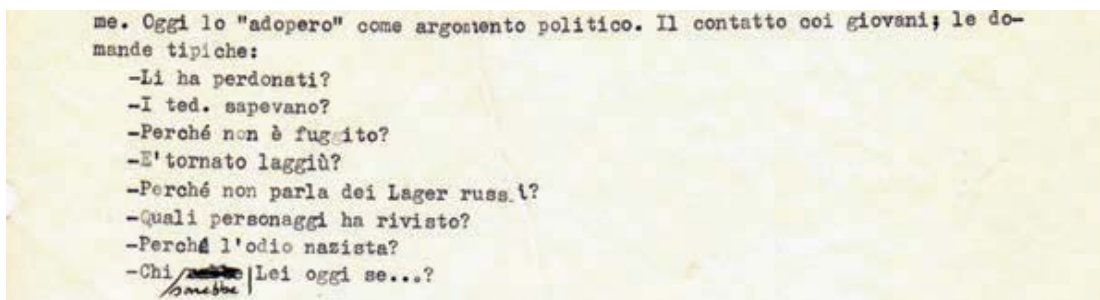 me. Oggi lo "adopero" come argomento politico. Il contatto coi giovani; le do-
mande tipiche:
-Li ha perdonati?
-I ted. sapevano?
-Perché non è fuggito?
-E' tornato laggiù?
-Perché non parla dei Lager russi?
-Quali personaggi ha rivisto?
-Perché l'odio nazista?
-Chi sarebbe Lei oggi se...?